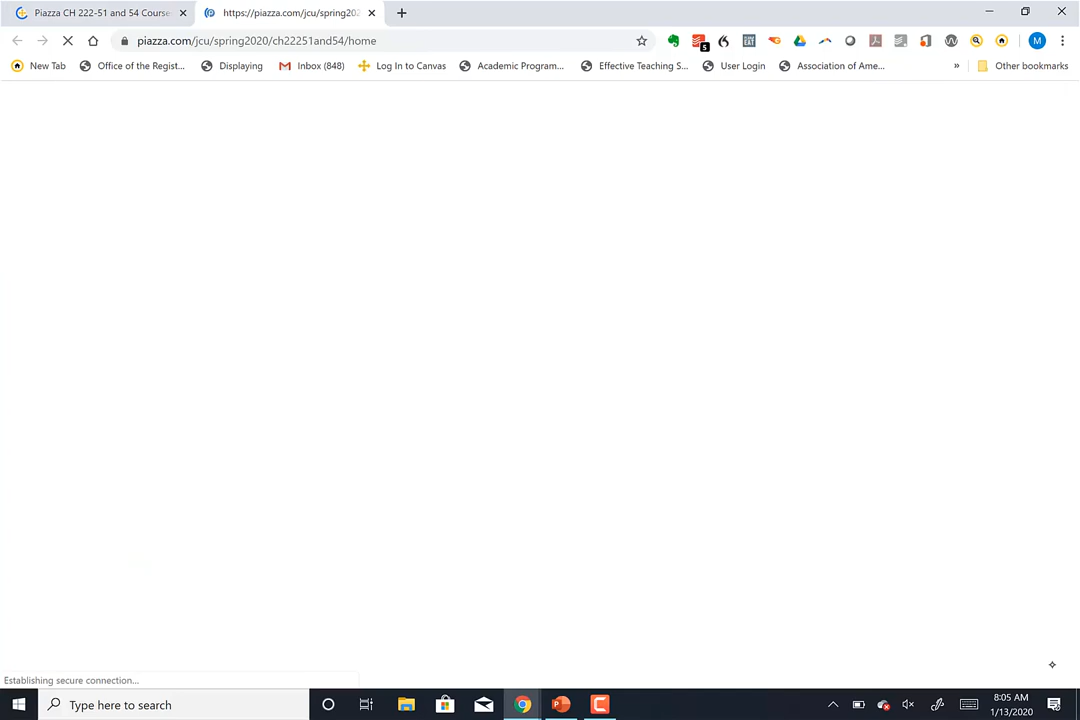 Piazza CH 222-51 and 54 Course
https://piazza.com/jcu/spring202
piazza.com/jcu/spring2020/ch22251and54/home
5
M
New Tab
Office of the Regist...
Displaying
Inbox (848)
Log In to Canvas
Academic Program...
Effective Teaching S...
User Login
Association of Ame...
»
Other bookmarks
Establishing secure connection...
Type here to search
8:05 AM
1/13/2020